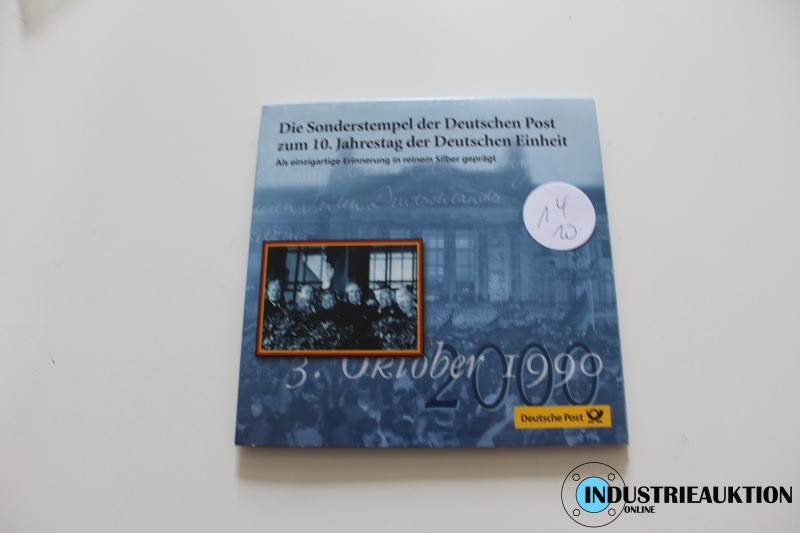 Die Sonderstempel der Deutschen Post
zum 10. Jahrestag der Deutschen Einheit
Als einzigartige Erinnerung in reinem Silber geprägt
Deutschlands
14
10
3. Oktober 1990
2000
Deutsche Post
INDUSTRIEAUKTION
ONLINE